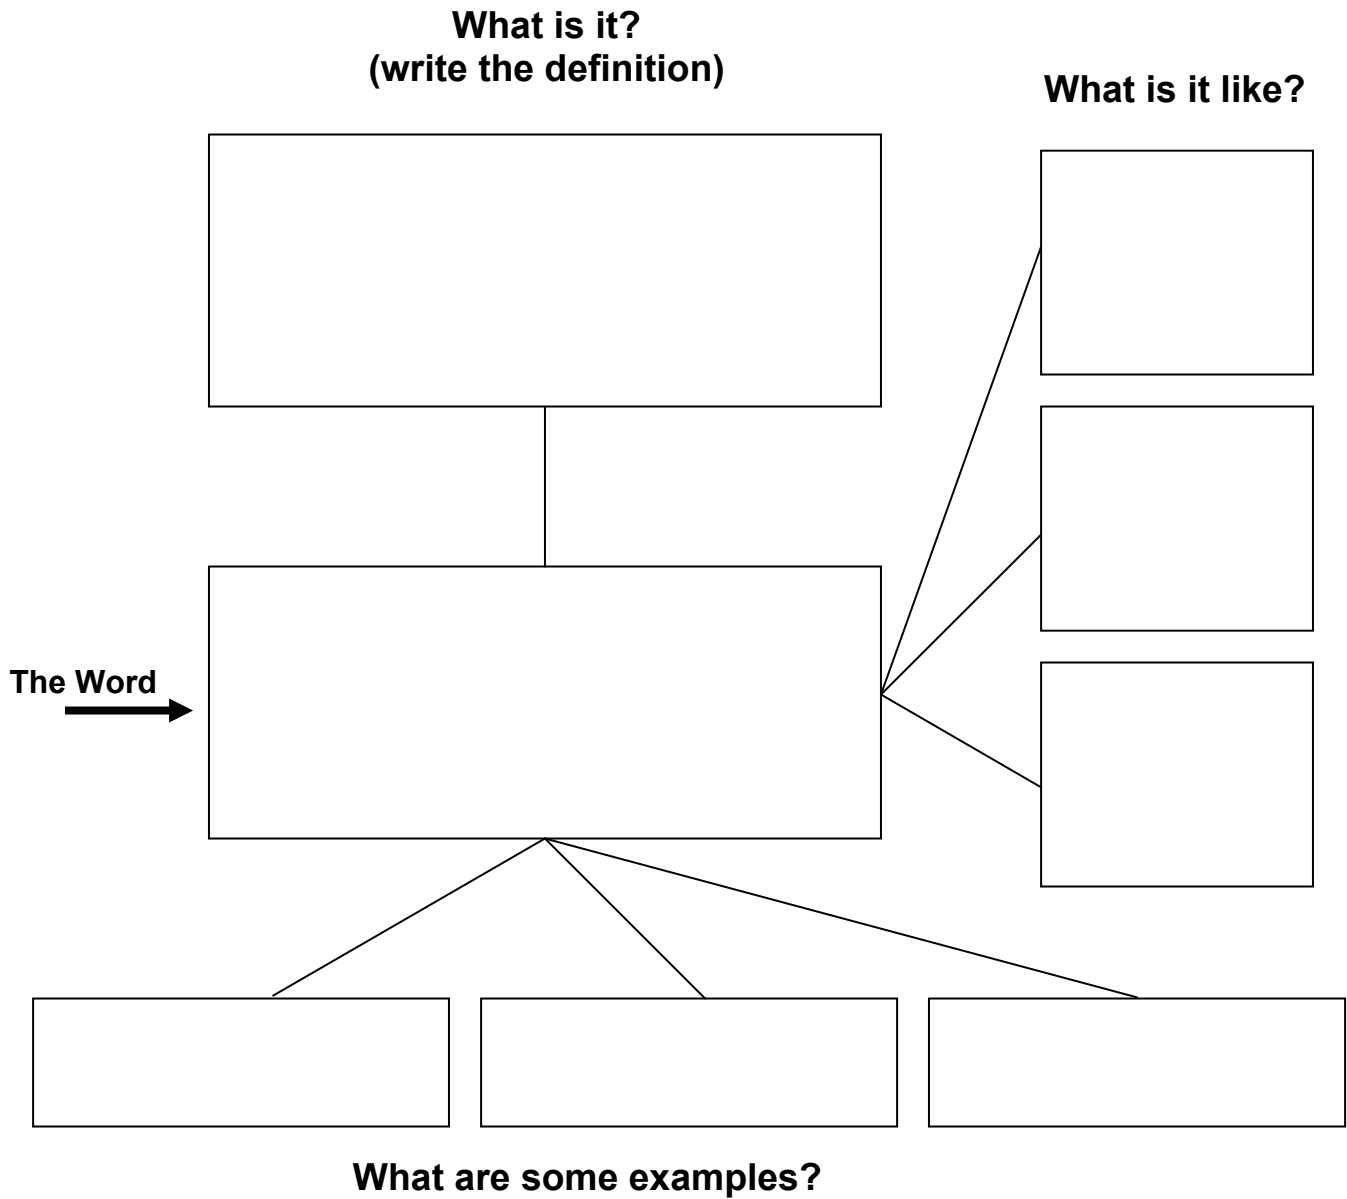 What is it?
(write the definition)
What is it like?
The Word
What are some examples?